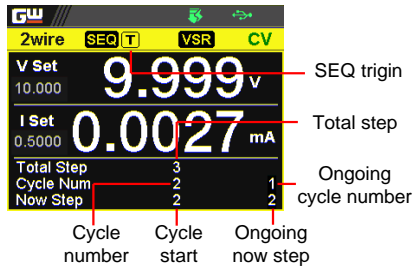 GW
2wire SEQ T VSR CV
V Set
10.000
9.999 V
I Set
0.5000
0.0027 mA
Total Step 3
Cycle Num 2 1
Now Step 2 2
SEQ trigin
Total step
Ongoing
cycle number
Cycle
number
Cycle
start
Ongoing
now step